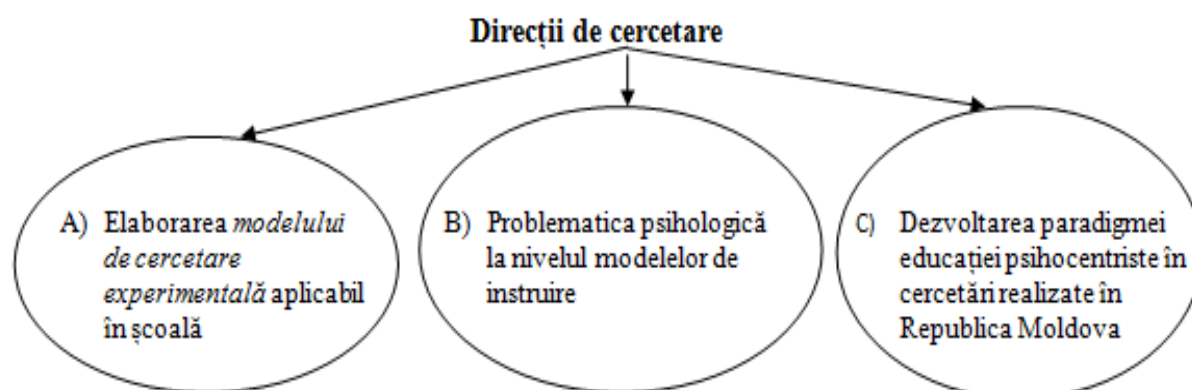 Direcții de cercetare
A) Elaborarea modelului
de cercetare
experimentală aplicabil
în școală
B) Problematica psihologică
la nivelul modelelor de
instruire
C) Dezvoltarea paradigmei
educației psihocentriste în
cercetări realizate în
Republica Moldova